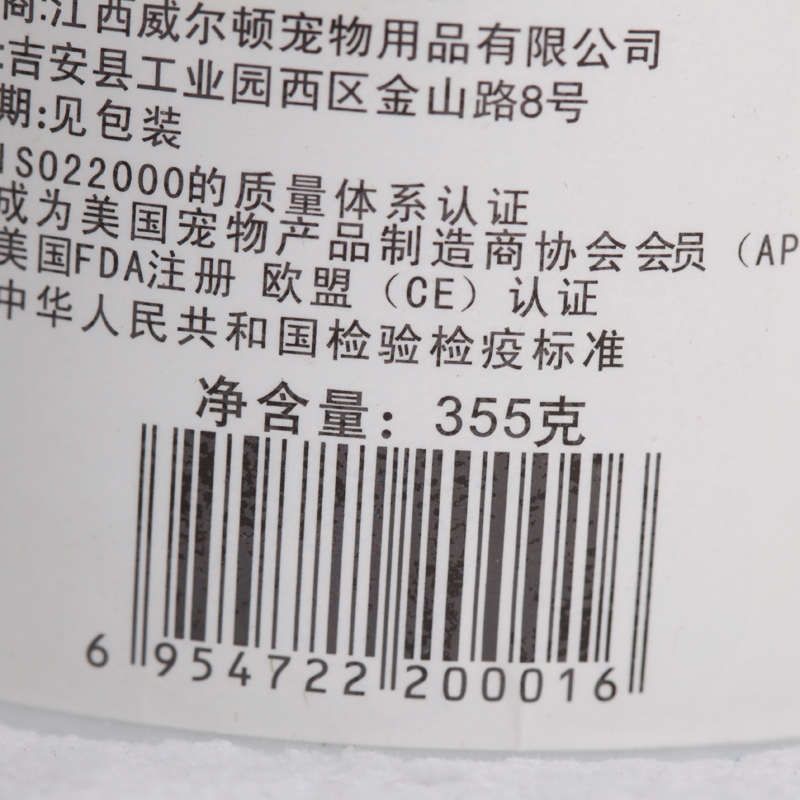 商:江西威尔顿宠物用品有限公司
:吉安县工业园西区金山路8号
期:见包装
ISO22000的质量体系认证
成为美国宠物产品制造商协会会员（AP
美国FDA注册 欧盟（CE）认证
中华人民共和国检验检疫标准
净含量：355克
6 954722 200016